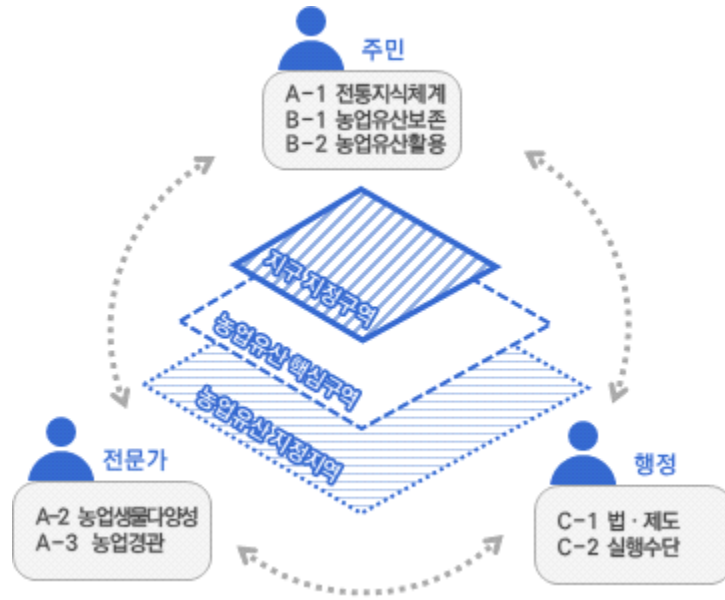 주민
A-1 전통지식체계
B-1 농업유산보존
B-2 농업유산활용
지구 지정구역
농업유산 핵심구역
농업유산 지정지역
전문가
A-2 농업생물다양성
A-3 농업경관
행정
C-1 법·제도
C-2 실행수단